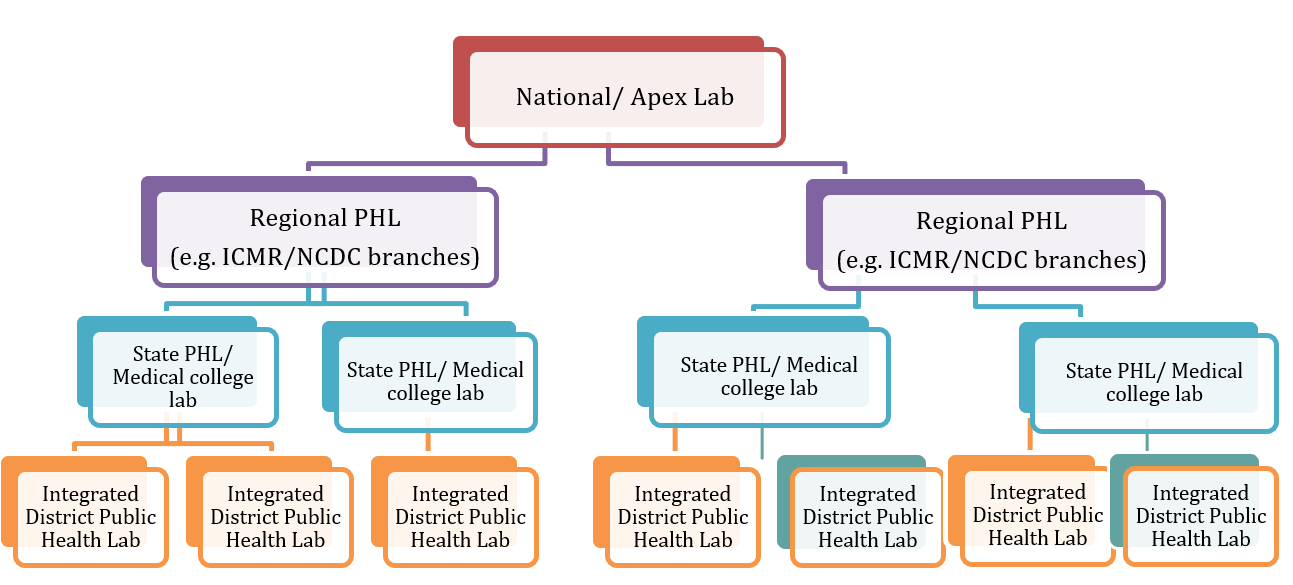 National/ Apex Lab
Regional PHL
(e.g. ICMR/NCDC branches)
Regional PHL
(e.g. ICMR/NCDC branches)
State PHL/
Medical college
lab
State PHL/ Medical
college lab
State PHL/ Medical
college lab
State PHL/ Medical
college lab
Integrated
District Public
Health Lab
Integrated
District Public
Health Lab
Integrated
District Public
Health Lab
Integrated
District Public
Health Lab
Integrated
District Public
Health Lab
Integrated
District Public
Health Lab
Integrated
District Public
Health Lab